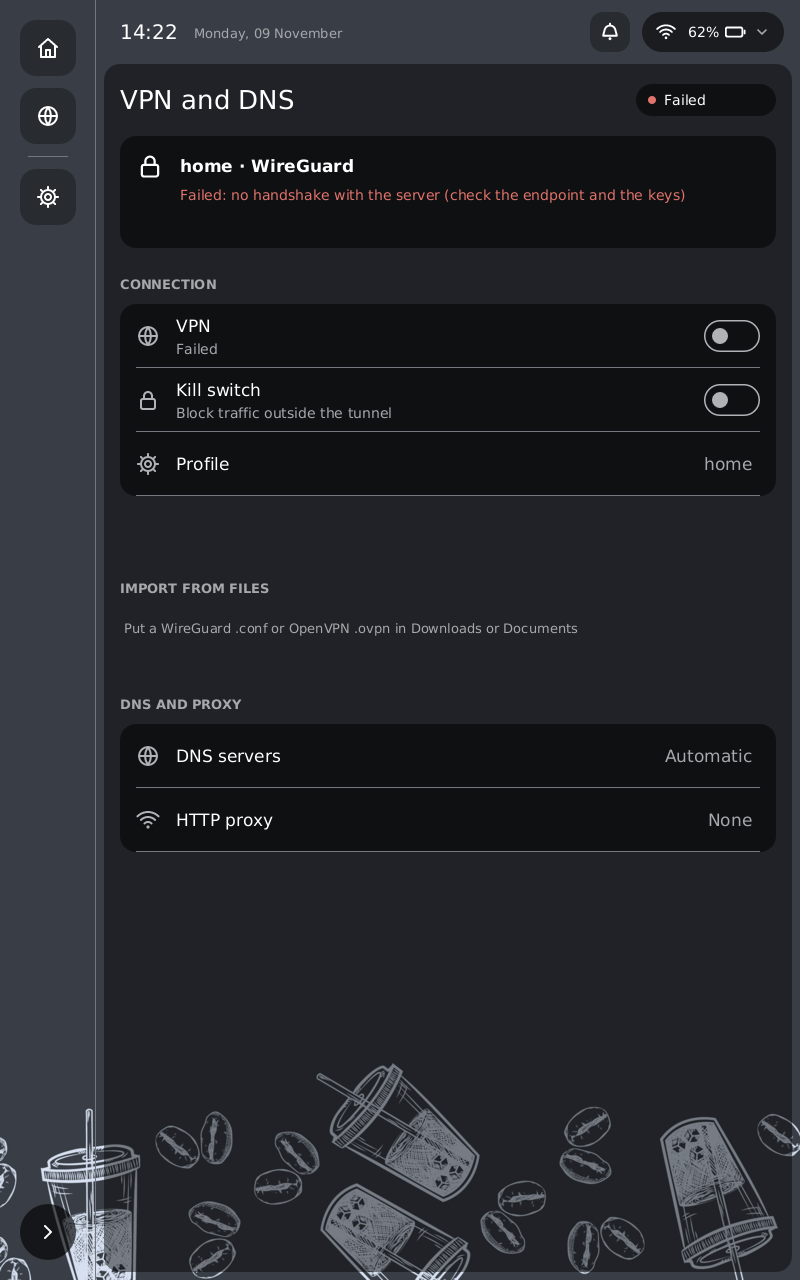 14:22 Monday, 09 November 62%
VPN and DNS Failed
home · WireGuard
Failed: no handshake with the server (check the endpoint and the keys)
CONNECTION
VPN
Failed
Kill switch
Block traffic outside the tunnel
Profile home
IMPORT FROM FILES
Put a WireGuard .conf or OpenVPN .ovpn in Downloads or Documents
DNS AND PROXY
DNS servers Automatic
HTTP proxy None